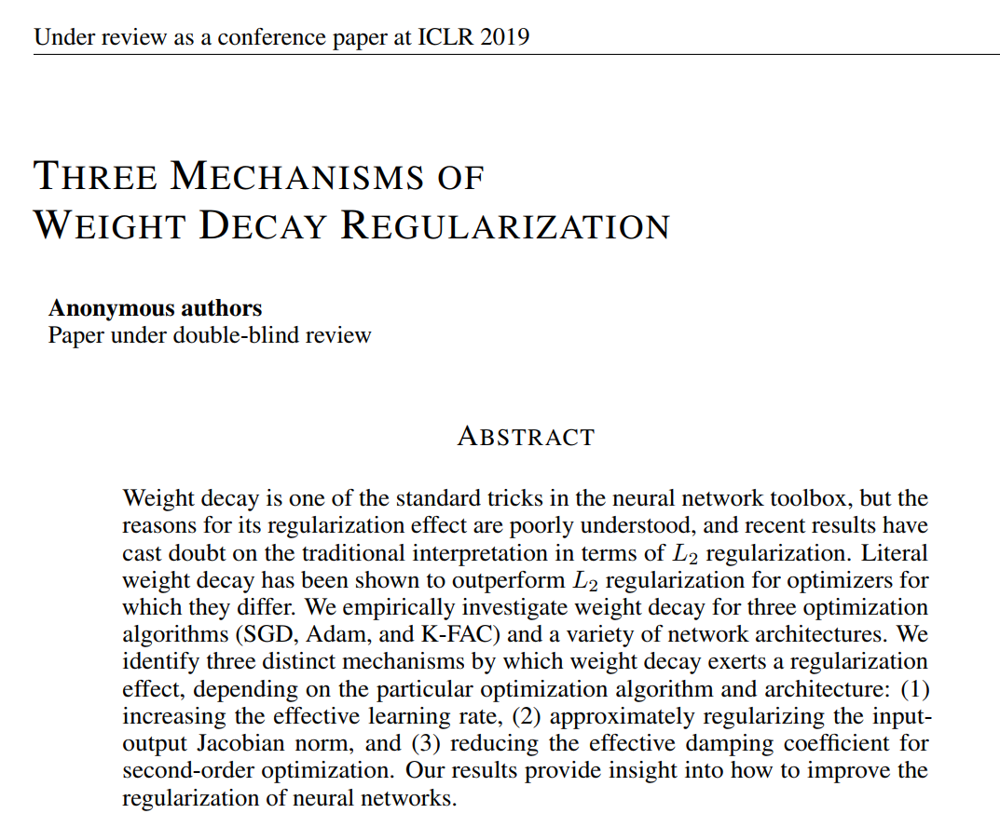 Under review as a conference paper at ICLR 2019
THREE MECHANISMS OF
WEIGHT DECAY REGULARIZATION
Anonymous authors
Paper under double-blind review
ABSTRACT
Weight decay is one of the standard tricks in the neural network toolbox, but the
reasons for its regularization effect are poorly understood, and recent results have
cast doubt on the traditional interpretation in terms of L₂ regularization. Literal
weight decay has been shown to outperform L₂ regularization for optimizers for
which they differ. We empirically investigate weight decay for three optimization
algorithms (SGD, Adam, and K-FAC) and a variety of network architectures. We
identify three distinct mechanisms by which weight decay exerts a regularization
effect, depending on the particular optimization algorithm and architecture: (1)
increasing the effective learning rate, (2) approximately regularizing the input-
output Jacobian norm, and (3) reducing the effective damping coefficient for
second-order optimization. Our results provide insight into how to improve the
regularization of neural networks.